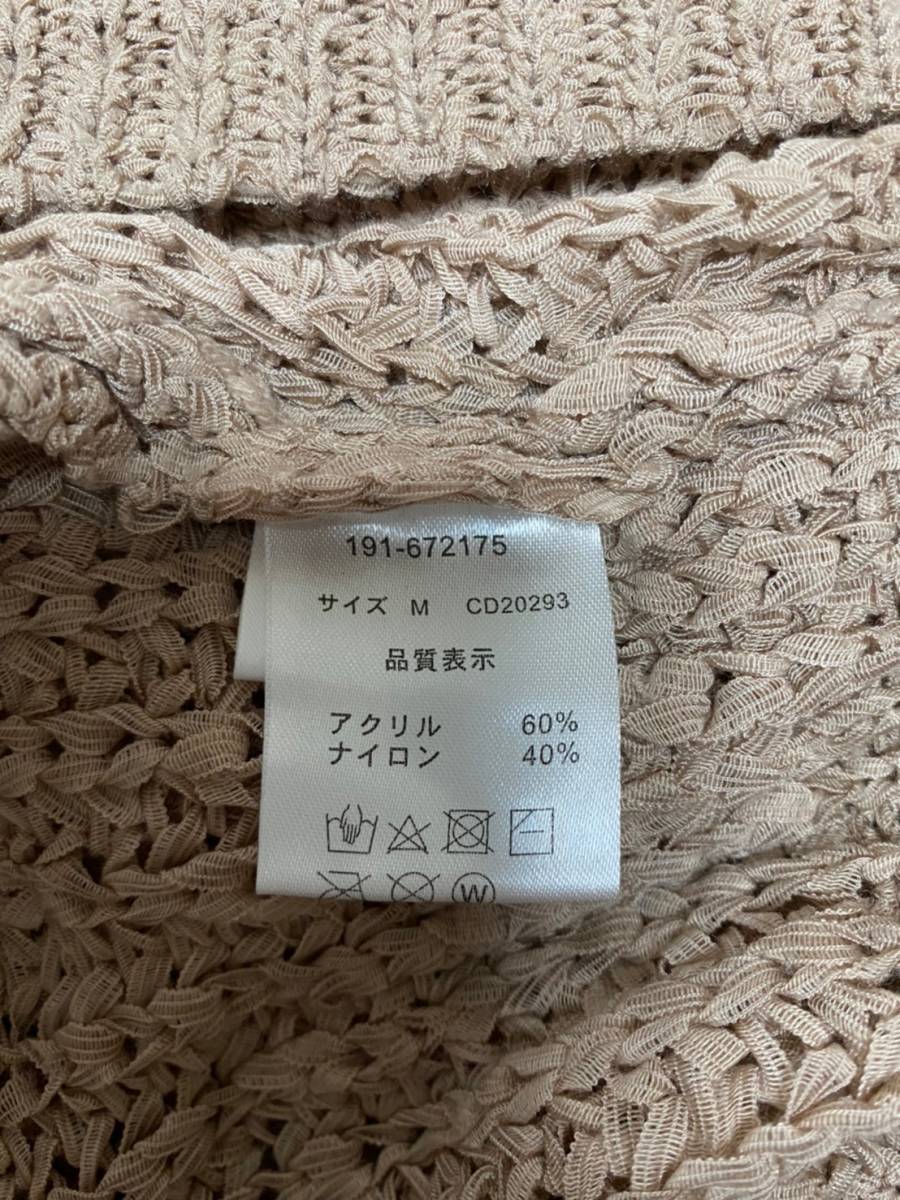 191-672175
サイズ M CD20293
品質表示
アクリル 60%
ナイロン 40%
W